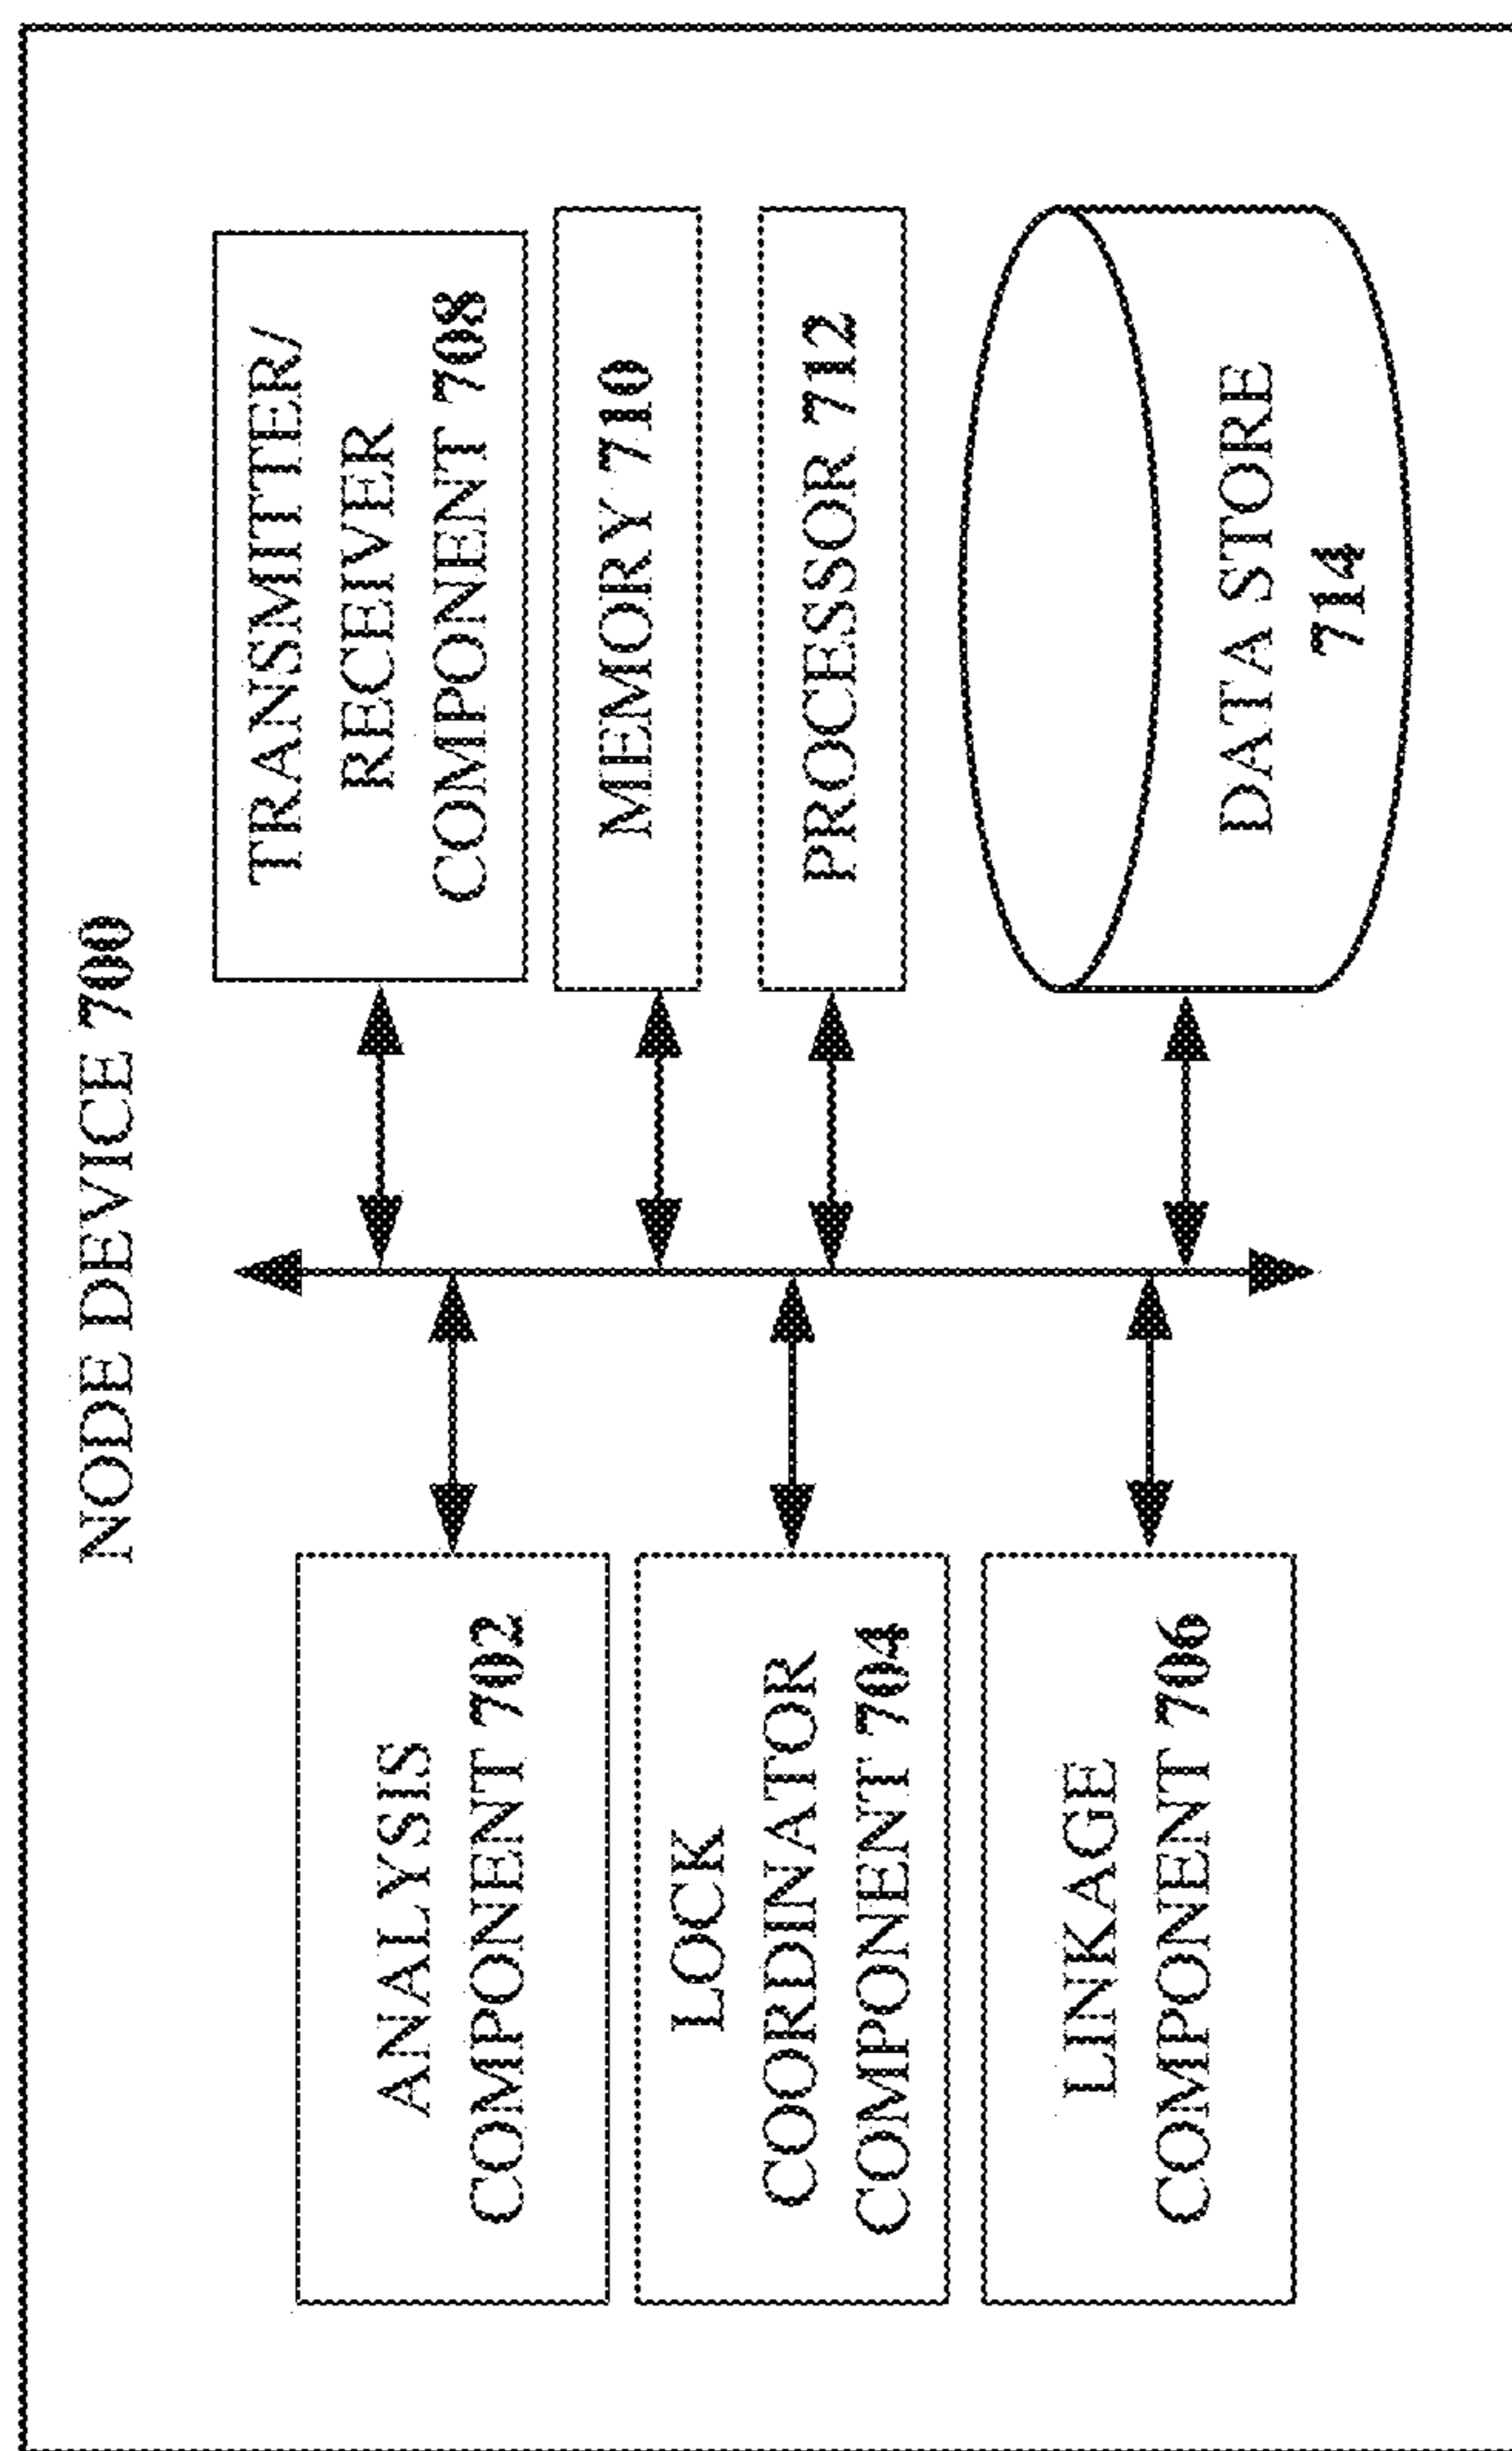 NODE DEVICE 700
ANALYSIS
COMPONENT 702
LOCK
COORDINATOR
COMPONENT 704
LINKAGE
COMPONENT 706
TRANSMITTER/
RECEIVER
COMPONENT 708
MEMORY 710
PROCESSOR 712
DATA STORE
714